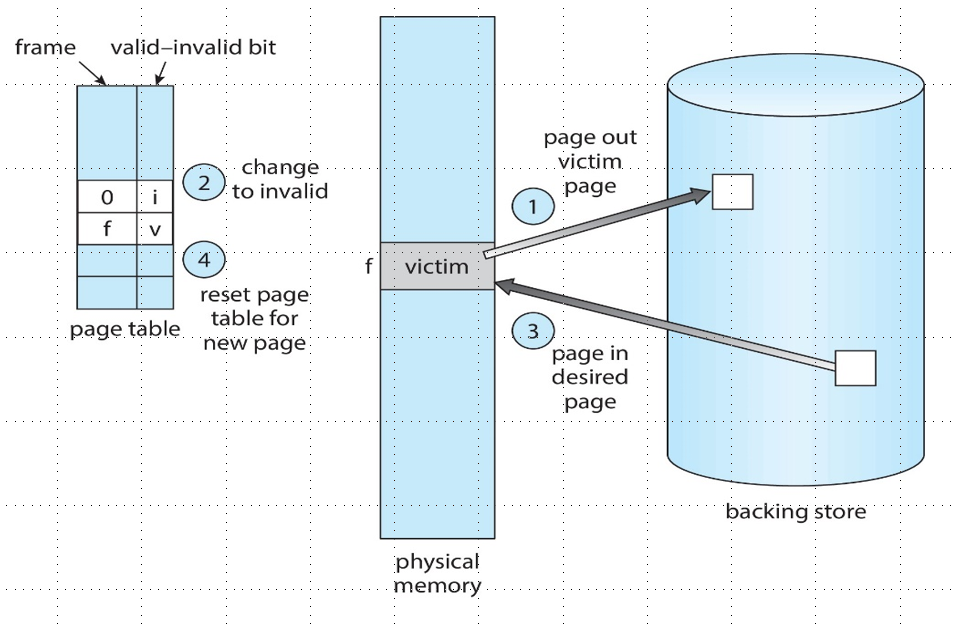 frame
valid–invalid bit
0 i
f v
page table
2
change
to invalid
4
reset page
table for
new page
f
victim
physical
memory
page out
victim
page
1
3
page in
desired
page
backing store